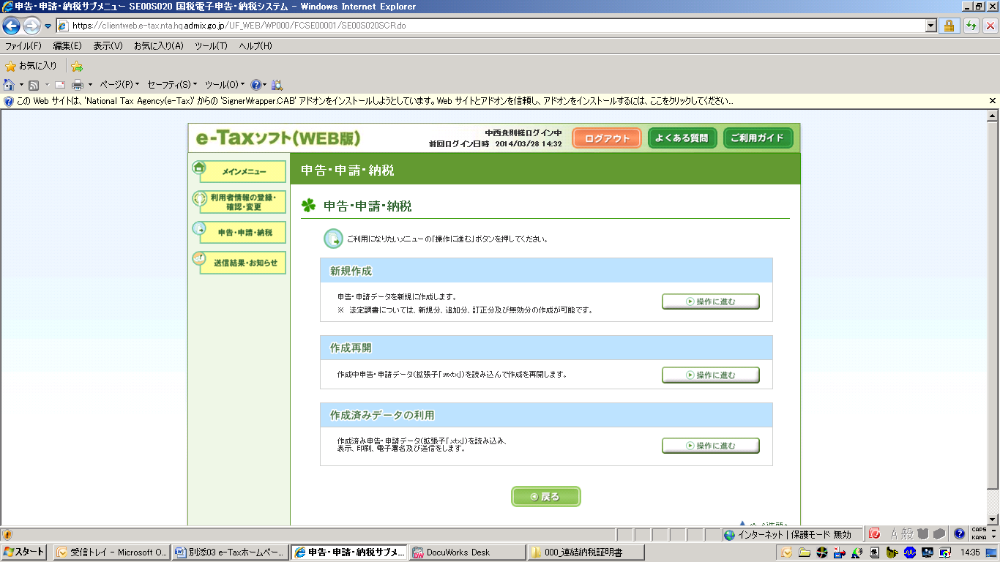 申告・申請・納税サブメニュー SE00S020 国税電子申告・納税システム - Windows Internet Explorer
https://clientweb.e-tax.nta.hq.admix.go.jp/UF_WEB/WP000/FCSE00001/SE00S020SCR.do
ファイル(F) 編集(E) 表示(V) お気に入り(A) ツール(T) ヘルプ(H)
お気に入り
ページ(P) セーフティ(S) ツール(O)
この Web サイトは、'National Tax Agency(e-Tax)' からの 'SignerWrapper.CAB' アドオンをインストールしようとしています。Web サイトとアドオンを信頼し、アドオンをインストールするには、ここをクリックしてください...
e-Taxソフト(WEB版)
中西食則様ログイン中
前回ログイン日時 2014/03/28 14:32
ログアウト
よくある質問
ご利用ガイド
メインメニュー
利用者情報の登録・
確認・変更
申告・申請・納税
送信結果・お知らせ
申告・申請・納税
申告・申請・納税
ご利用になりたいメニューの「操作に進む」ボタンを押してください。
新規作成
申告・申請データを新規に作成します。
※ 法定調書については、新規分、追加分、訂正分及び無効分の作成が可能です。
操作に進む
作成再開
作成中申告・申請データ(拡張子「.wxtx」)を読み込んで作成を再開します。
操作に進む
作成済みデータの利用
作成済み申告・申請データ(拡張子「.xtx」)を読み込み、
表示、印刷、電子署名及び送信をします。
操作に進む
戻る
インターネット | 保護モード: 無効
A 般
CAPS
KANA
スタート
受信トレイ - Microsoft O...
別添03 e-Taxホームペー...
申告・申請・納税サブメ...
DocuWorks Desk
000_連結納税証明書
14:35